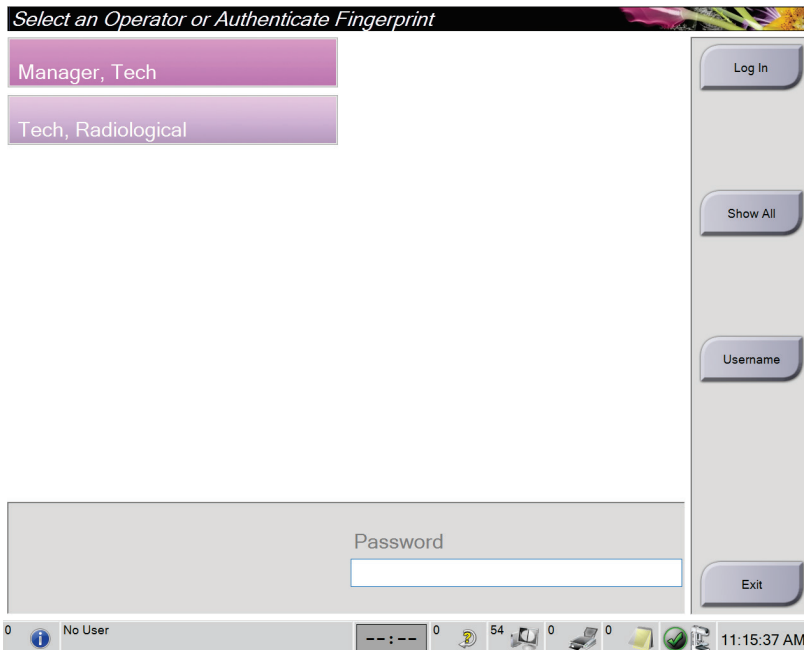 Select an Operator or Authenticate Fingerprint
Manager, Tech
Log In
Tech, Radiological
Show All
Username
Password
Exit
0 No User --:-- 0 54 0 0 11:15:37 AM